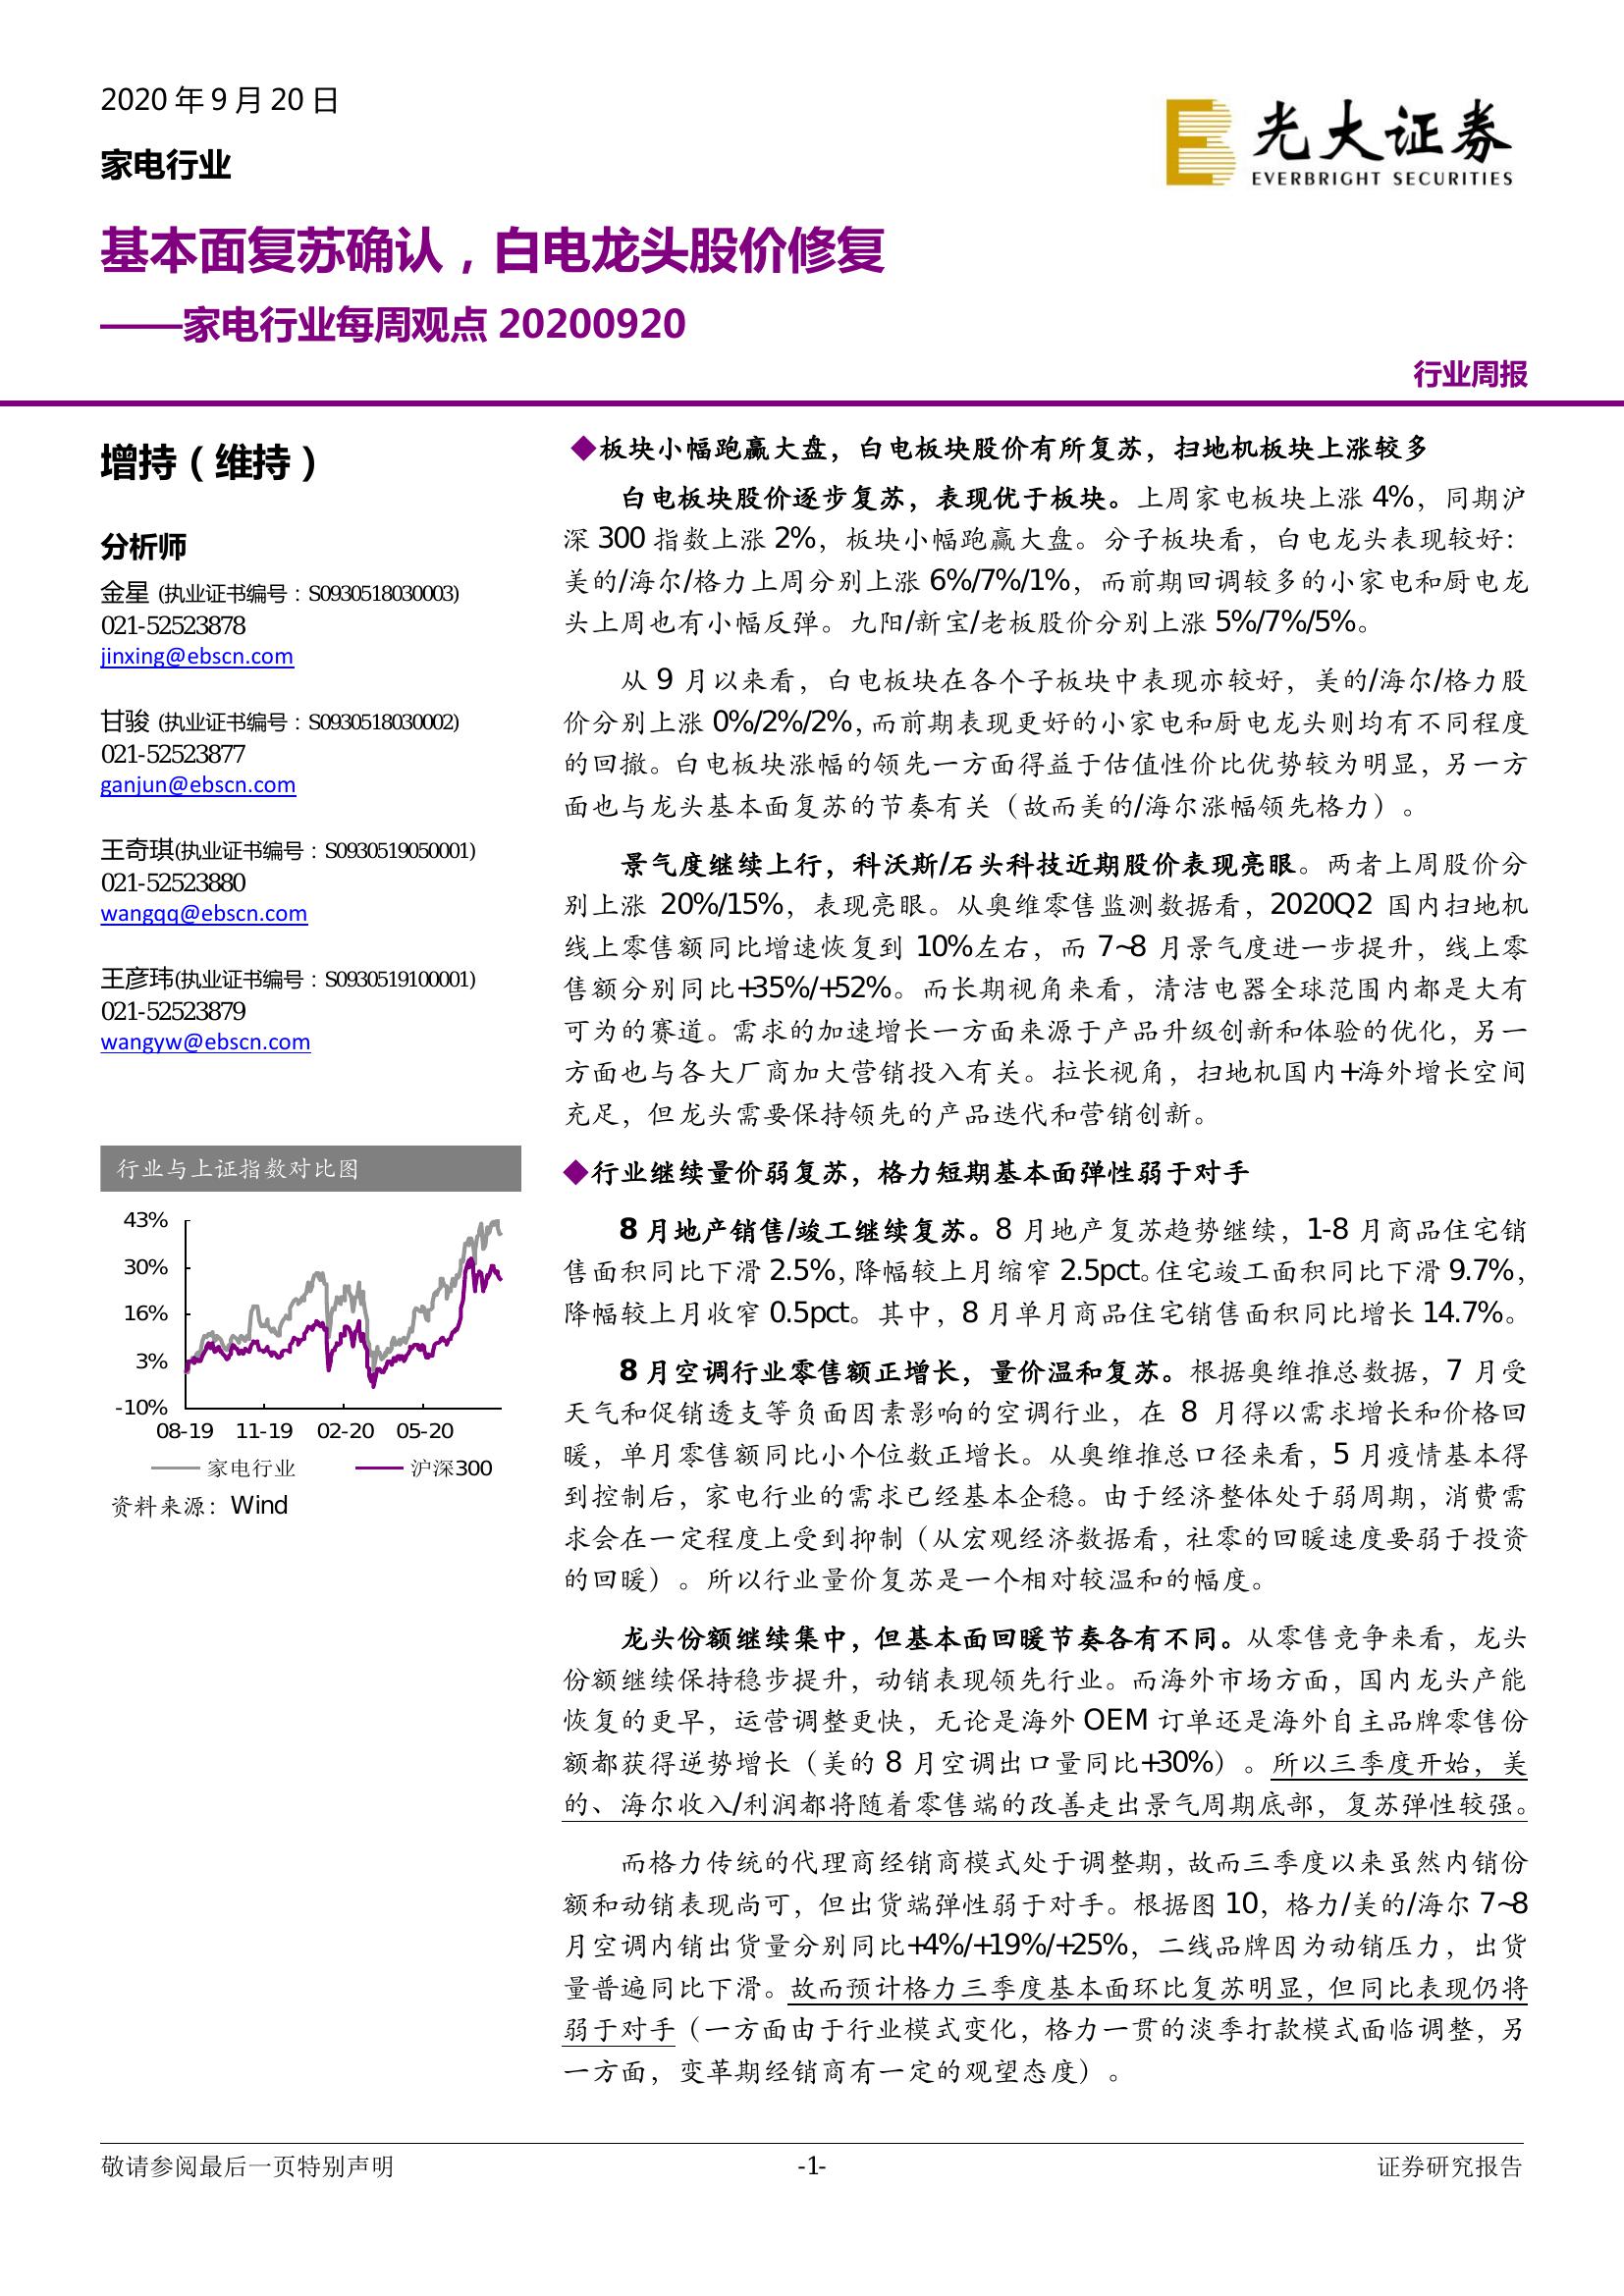 2020 年 9 月 20 日
家电行业
光大证券
EVERBRIGHT SECURITIES
基本面复苏确认，白电龙头股价修复
——家电行业每周观点 20200920
行业周报
增持（维持）
分析师
金星 (执业证书编号：S0930518030003)
021-52523878
jinxing@ebscn.com
甘骏 (执业证书编号：S0930518030002)
021-52523877
ganjun@ebscn.com
王奇琪(执业证书编号：S0930519050001)
021-52523880
wangqq@ebscn.com
王彦玮(执业证书编号：S0930519100001)
021-52523879
wangyw@ebscn.com
行业与上证指数对比图
43%
30%
16%
3%
-10%
08-19 11-19 02-20 05-20
家电行业 沪深300
资料来源：Wind
◆板块小幅跑赢大盘，白电板块股价有所复苏，扫地机板块上涨较多
白电板块股价逐步复苏，表现优于板块。上周家电板块上涨 4%，同期沪
深 300 指数上涨 2%，板块小幅跑赢大盘。分子板块看，白电龙头表现较好：
美的/海尔/格力上周分别上涨 6%/7%/1%，而前期回调较多的小家电和厨电龙
头上周也有小幅反弹。九阳/新宝/老板股价分别上涨 5%/7%/5%。
从 9 月以来看，白电板块在各个子板块中表现亦较好，美的/海尔/格力股
价分别上涨 0%/2%/2%，而前期表现更好的小家电和厨电龙头则均有不同程度
的回撤。白电板块涨幅的领先一方面得益于估值性价比优势较为明显，另一方
面也与龙头基本面复苏的节奏有关（故而美的/海尔涨幅领先格力）。
景气度继续上行，科沃斯/石头科技近期股价表现亮眼。两者上周股价分
别上涨 20%/15%，表现亮眼。从奥维零售监测数据看，2020Q2 国内扫地机
线上零售额同比增速恢复到 10%左右，而 7~8 月景气度进一步提升，线上零
售额分别同比+35%/+52%。而长期视角来看，清洁电器全球范围内都是大有
可为的赛道。需求的加速增长一方面来源于产品升级创新和体验的优化，另一
方面也与各大厂商加大营销投入有关。拉长视角，扫地机国内+海外增长空间
充足，但龙头需要保持领先的产品迭代和营销创新。
◆行业继续量价弱复苏，格力短期基本面弹性弱于对手
8 月地产销售/竣工继续复苏。8 月地产复苏趋势继续，1-8 月商品住宅销
售面积同比下滑 2.5%，降幅较上月缩窄 2.5pct。住宅竣工面积同比下滑 9.7%，
降幅较上月收窄 0.5pct。其中，8 月单月商品住宅销售面积同比增长 14.7%。
8 月空调行业零售额正增长，量价温和复苏。根据奥维推总数据，7 月受
天气和促销透支等负面因素影响的空调行业，在 8 月得以需求增长和价格回
暖，单月零售额同比小个位数正增长。从奥维推总口径来看，5 月疫情基本得
到控制后，家电行业的需求已经基本企稳。由于经济整体处于弱周期，消费需
求会在一定程度上受到抑制（从宏观经济数据看，社零的回暖速度要弱于投资
的回暖）。所以行业量价复苏是一个相对较温和的幅度。
龙头份额继续集中，但基本面回暖节奏各有不同。从零售竞争来看，龙头
份额继续保持稳步提升，动销表现领先行业。而海外市场方面，国内龙头产能
恢复的更早，运营调整更快，无论是海外 OEM 订单还是海外自主品牌零售份
额都获得逆势增长（美的 8 月空调出口量同比+30%）。所以三季度开始，美
的、海尔收入/利润都将随着零售端的改善走出景气周期底部，复苏弹性较强。
而格力传统的代理商经销商模式处于调整期，故而三季度以来虽然内销份
额和动销表现尚可，但出货端弹性弱于对手。根据图 10，格力/美的/海尔 7~8
月空调内销出货量分别同比+4%/+19%/+25%，二线品牌因为动销压力，出货
量普遍同比下滑。故而预计格力三季度基本面环比复苏明显，但同比表现仍将
弱于对手（一方面由于行业模式变化，格力一贯的淡季打款模式面临调整，另
一方面，变革期经销商有一定的观望态度）。
敬请参阅最后一页特别声明 -1- 证券研究报告